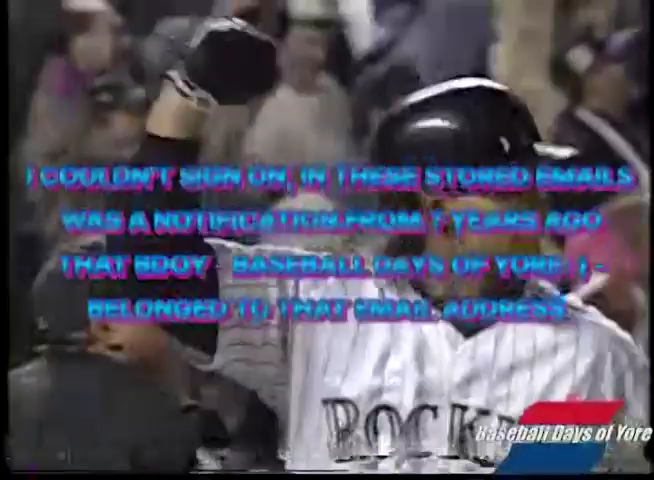 I COULDN'T SIGN ON, IN THESE STORED EMAILS
WAS A NOTIFICATION FROM 7 YEARS AGO
THAT BDOY - BASEBALL DAYS OF YORE :) -
BELONGED TO THAT EMAIL ADDRESS.
ROCK
Baseball Days of Yore